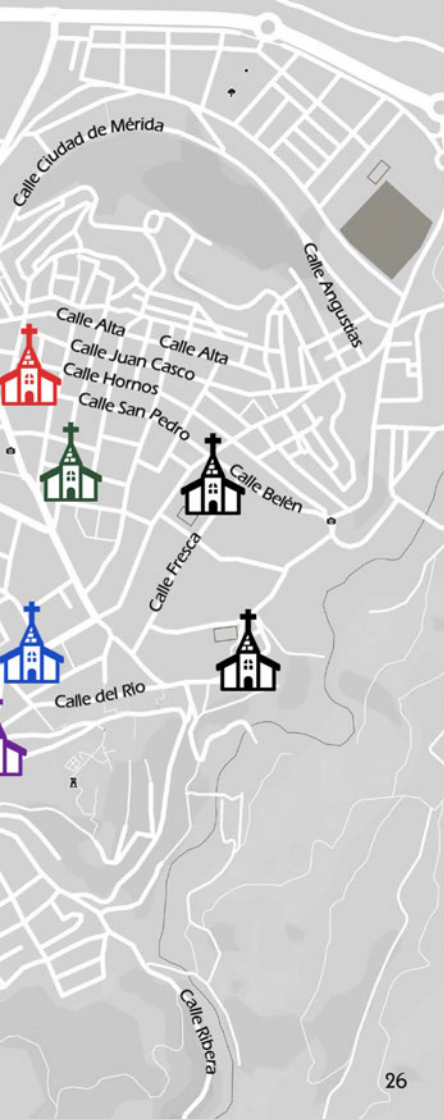 Calle Ciudad de Mérida
Calle Angustias
Calle Alta
Calle Alta
Calle Juan Casco
Calle Hornos
Calle San Pedro
Calle Belén
Calle Fresca
Calle del Río
Calle Ribera
26